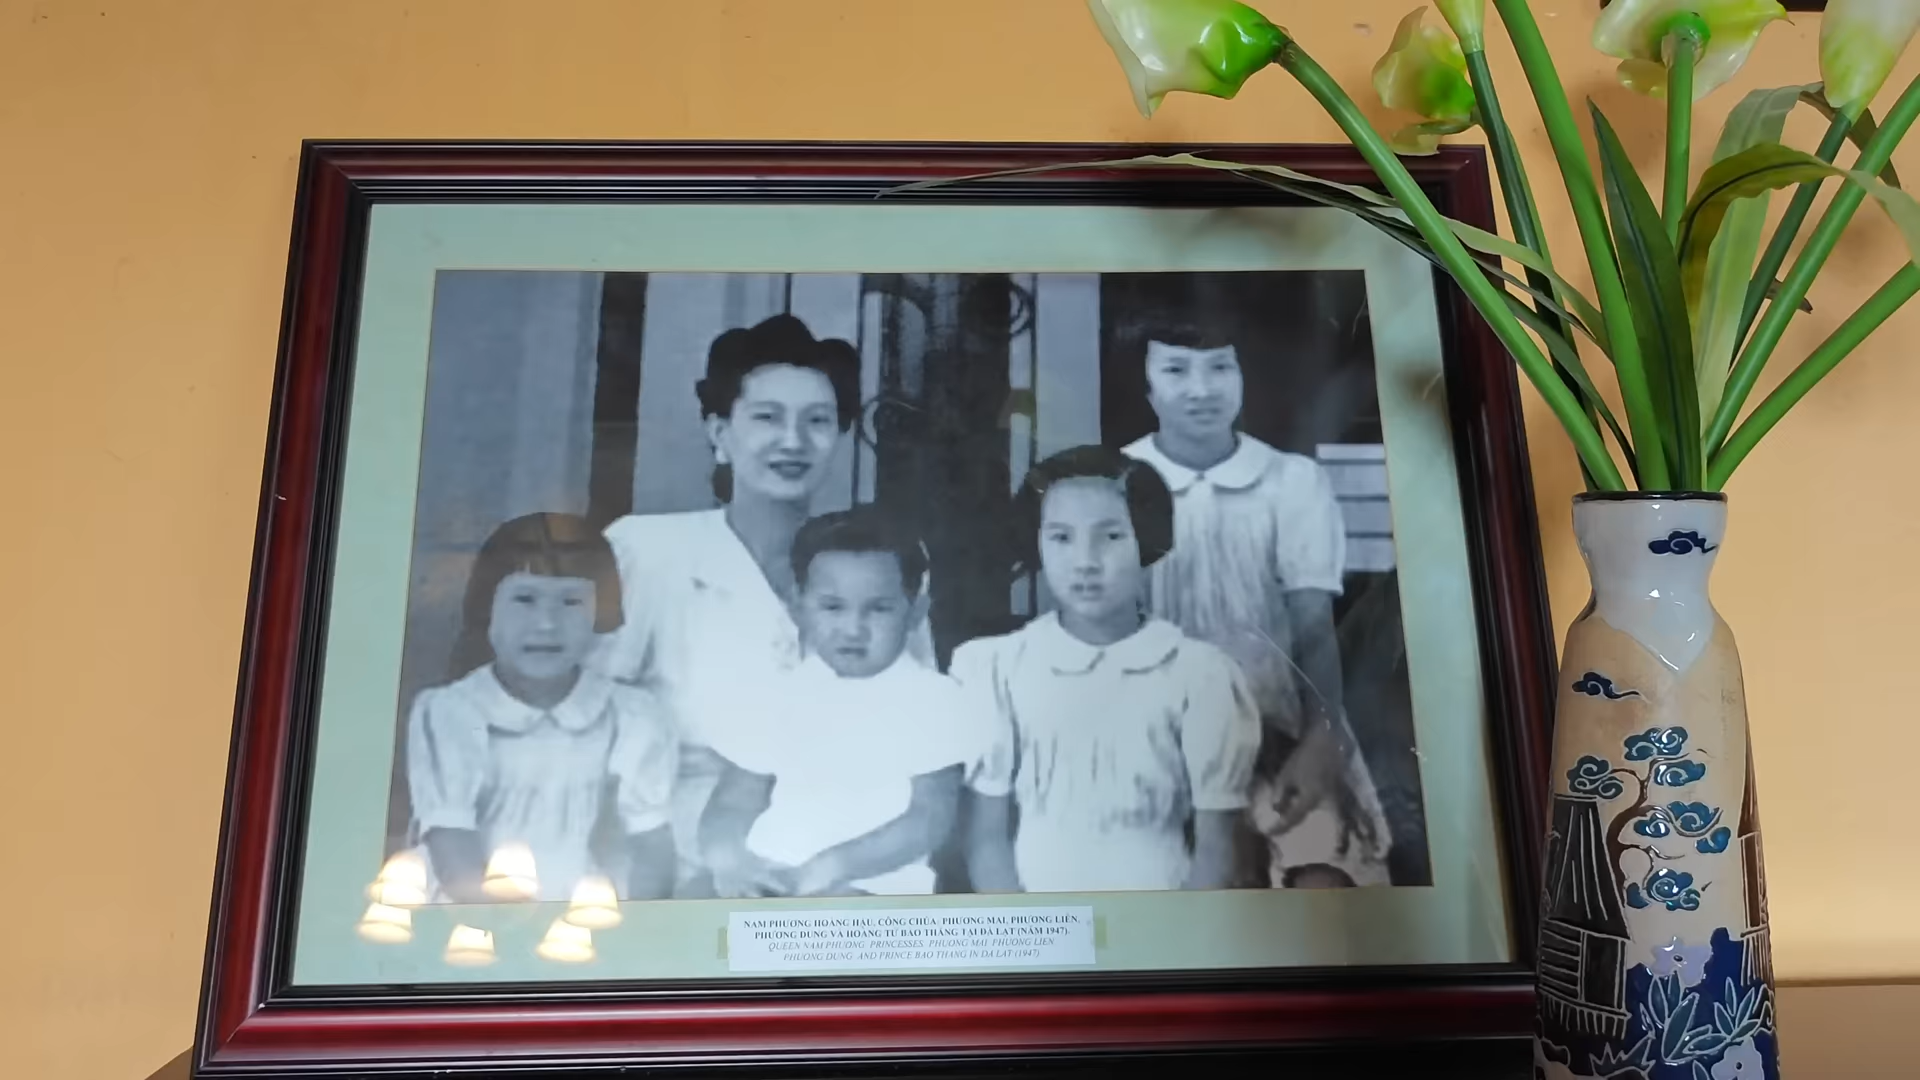 NAM PHƯƠNG HOÀNG HẬU, CÔNG CHÚA: PHƯƠNG MAI, PHƯƠNG LIÊN,
PHƯƠNG DUNG VÀ HOÀNG TỬ BẢO THĂNG TẠI ĐÀ LẠT (NĂM 1947).
QUEEN NAM PHUONG, PRINCESSES: PHUONG MAI PHUONG LIEN
PHUONG DUNG AND PRINCE BAO THANG IN DA LAT (1947)